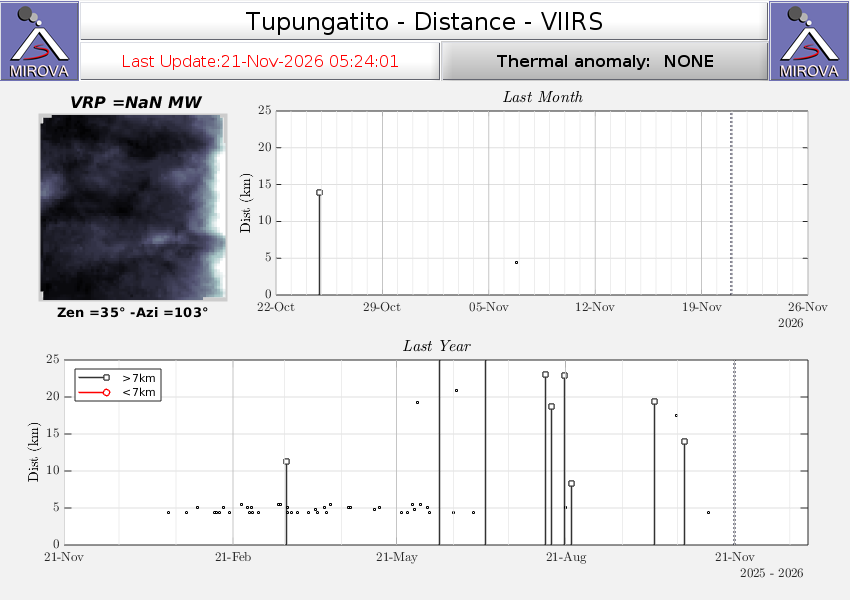 Tupungatito - Distance - VIIRS
MIROVA
Last Update:21-Nov-2026 05:24:01
Thermal anomaly: NONE
MIROVA
VRP =NaN MW
Zen =35° -Azi =103°
Last Month
Dist (km)
25
20
15
10
5
0
22-Oct
29-Oct
05-Nov
12-Nov
19-Nov
26-Nov
2026
Last Year
Dist (km)
25
20
15
10
5
0
>7km
<7km
21-Nov
21-Feb
21-May
21-Aug
21-Nov
2025 - 2026